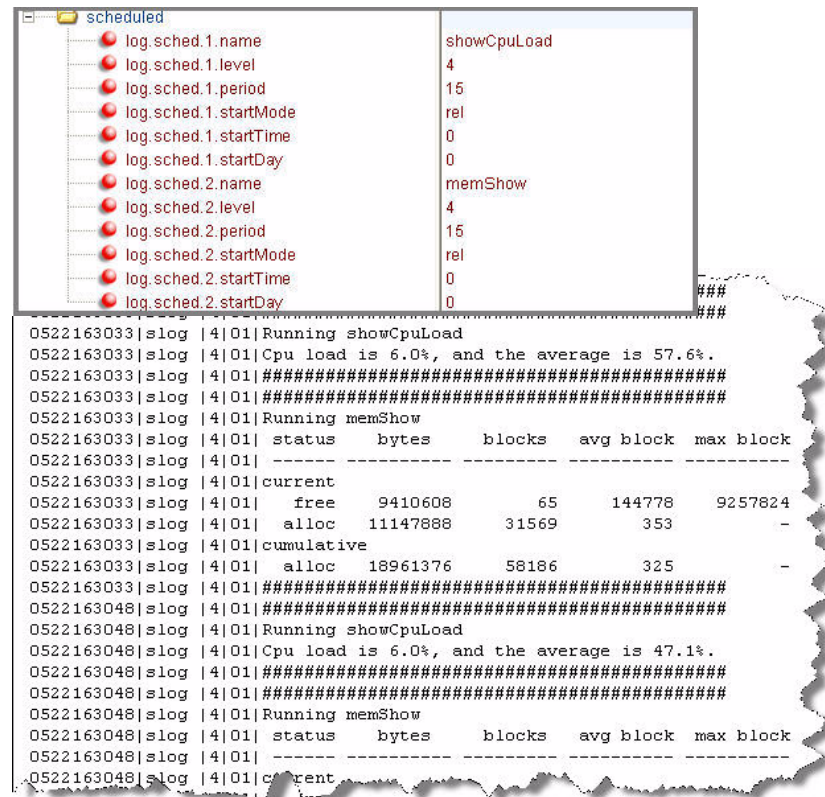 scheduled
log.sched.1.name showCpuLoad
log.sched.1.level 4
log.sched.1.period 15
log.sched.1.startMode rel
log.sched.1.startTime 0
log.sched.1.startDay 0
log.sched.2.name memShow
log.sched.2.level 4
log.sched.2.period 15
log.sched.2.startMode rel
log.sched.2.startTime 0
log.sched.2.startDay 0
###
###
0522163033|slog |4|01|Running showCpuLoad
0522163033|slog |4|01|Cpu load is 6.0%, and the average is 57.6%.
0522163033|slog |4|01|############################################
0522163033|slog |4|01|############################################
0522163033|slog |4|01|Running memShow
0522163033|slog |4|01| status bytes blocks avg block max block
0522163033|slog |4|01| ------ ---------- --------- ---------- ----------
0522163033|slog |4|01|current
0522163033|slog |4|01| free 9410608 65 144778 9257824
0522163033|slog |4|01| alloc 11147888 31569 353 -
0522163033|slog |4|01|cumulative
0522163033|slog |4|01| alloc 18961376 58186 325 -
0522163033|slog |4|01|############################################
0522163048|slog |4|01|############################################
0522163048|slog |4|01|Running showCpuLoad
0522163048|slog |4|01|Cpu load is 6.0%, and the average is 47.1%.
0522163048|slog |4|01|############################################
0522163048|slog |4|01|############################################
0522163048|slog |4|01|Running memShow
0522163048|slog |4|01| status bytes blocks avg block max block
0522163048|slog |4|01| ------ ---------- --------- ---------- ----------
0522163048|slog |4|01|current